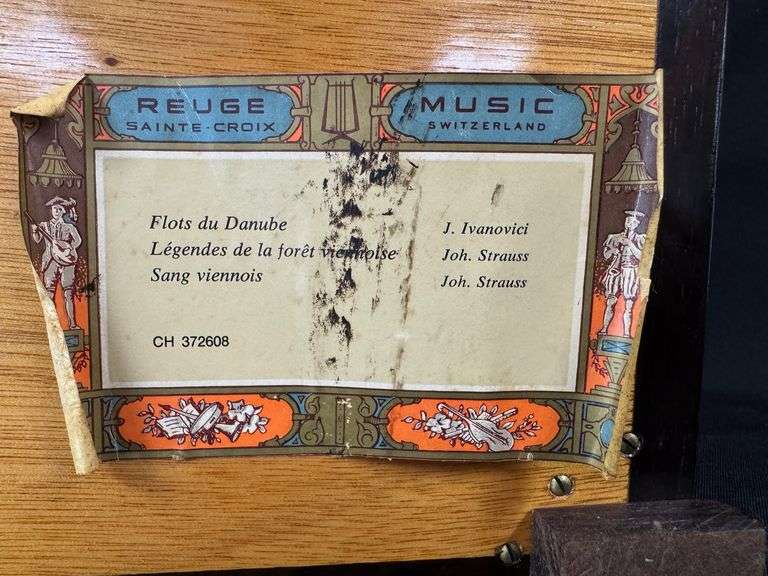 REUGE MUSIC
SAINTE-CROIX SWITZERLAND
Flots du Danube J. Ivanovici
Légendes de la forêt viennoise Joh. Strauss
Sang viennois Joh. Strauss
CH 372608